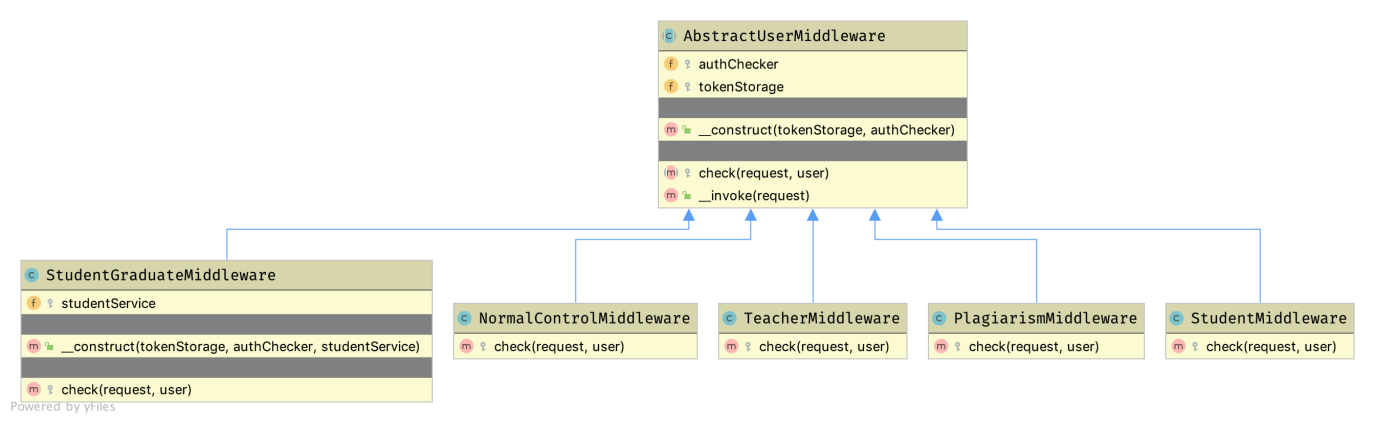 AbstractUserMiddleware
authChecker
tokenStorage
__construct(tokenStorage, authChecker)
check(request, user)
__invoke(request)
StudentGraduateMiddleware
studentService
__construct(tokenStorage, authChecker, studentService)
check(request, user)
NormalControlMiddleware
check(request, user)
TeacherMiddleware
check(request, user)
PlagiarismMiddleware
check(request, user)
StudentMiddleware
check(request, user)
Powered by yFiles